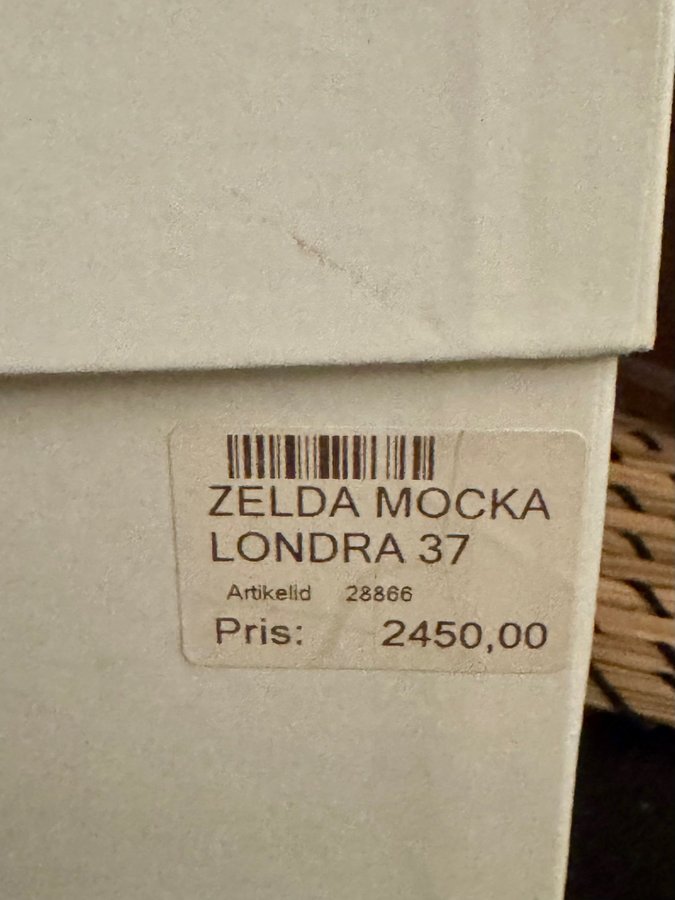 ZELDA MOCKA
LONDRA 37
Artikelid 28866
Pris: 2450,00